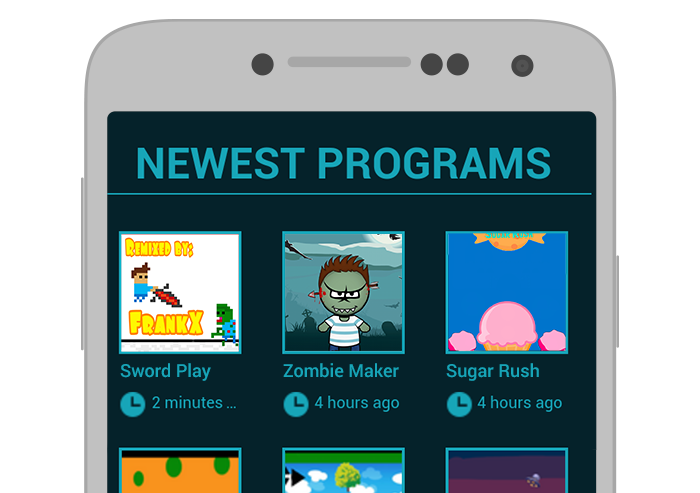 NEWEST PROGRAMS
REMIXED BY:
FRANKX
Sword Play
Zombie Maker
Sugar Rush
2 minutes ...
4 hours ago
4 hours ago